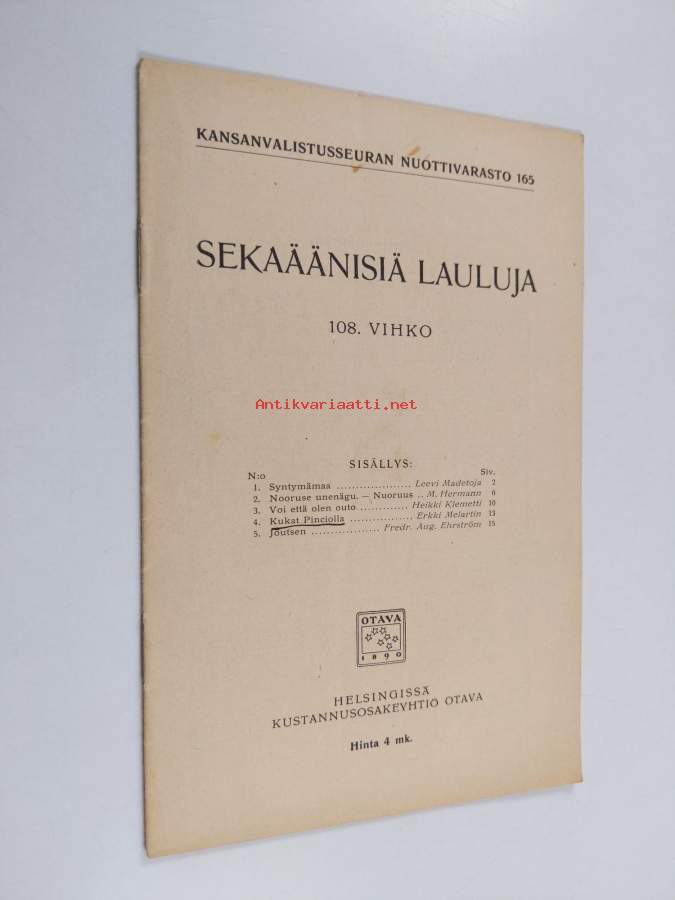 KANSANVALISTUSSEURAN NUOTTIVARASTO 165
SEKAÄÄNISIÄ LAULUJA
108. VIHKO
Antikvariaatti.net
SISÄLLYS:
N:o Siv.
1. Syntymämaa .................... Leevi Madetoja 2
2. Nooruse unenägu. — Nuoruus .. M. Hermann 6
3. Voi että olen outo.............. Heikki Klemetti 10
4. Kukat Pinciolla ................. Erkki Melartin 13
5. Joutsen .................. Fredr. Aug. Ehrström 15
OTAVA
1890
HELSINGISSÄ
KUSTANNUSOSAKEYHTIÖ OTAVA
Hinta 4 mk.